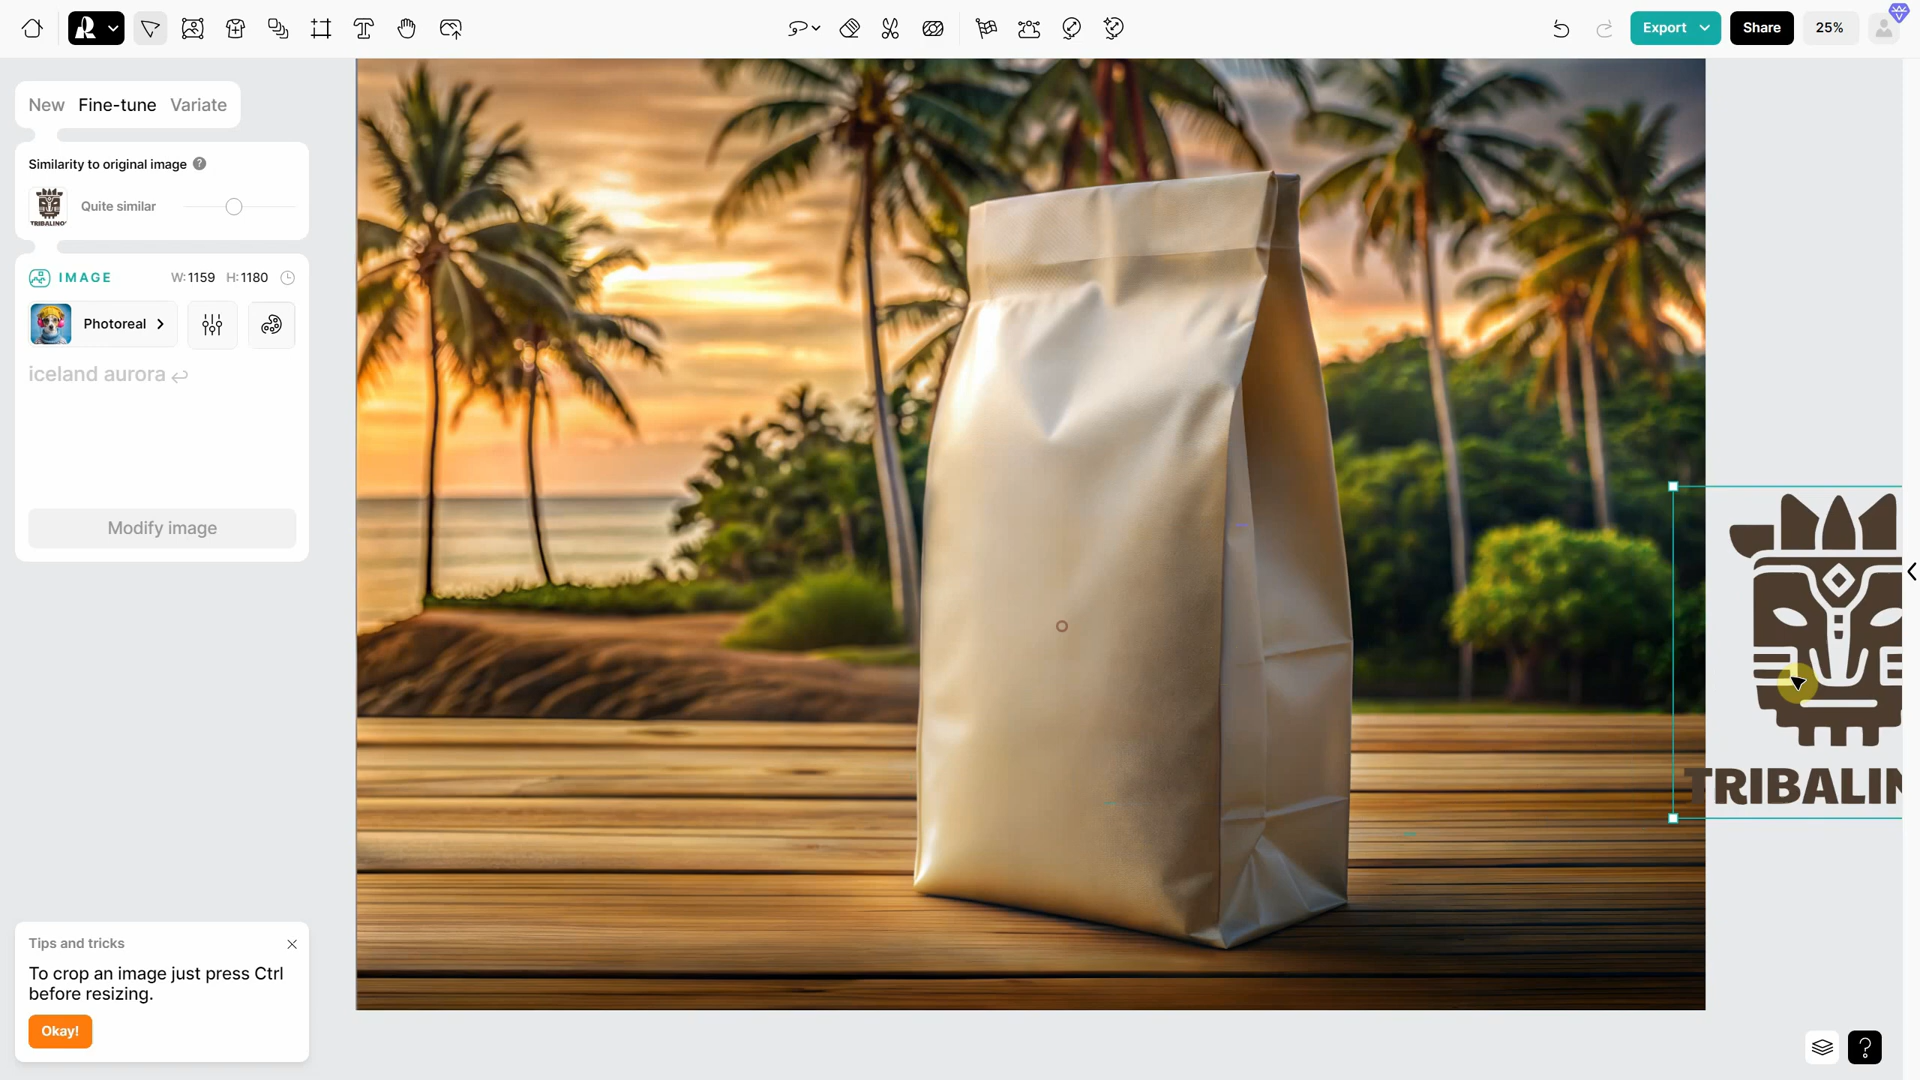 Export
Share
25%
New Fine-tune Variate
Similarity to original image ?
TRIBALINO
Quite similar
IMAGE W: 1159 H: 1180
Photoreal
iceland aurora
Modify image
TRIBALIN
Tips and tricks
To crop an image just press Ctrl
before resizing.
Okay!
?